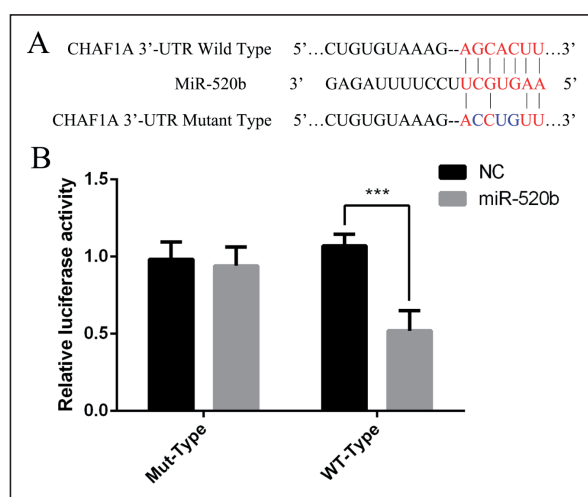 A
CHAF1A 3’-UTR Wild Type 5’…CUGUGUAAAG--AGCACUU…3’
MiR-520b 3’ GAGAUUUUCCUUCGUGAA 5’
CHAF1A 3’-UTR Mutant Type 5’…CUGUGUAAAG--ACCUGUU…3’
B
NC
miR-520b
***
Relative luciferase activity
1.5
1.0
0.5
0.0
Mut-Type
WT-Type